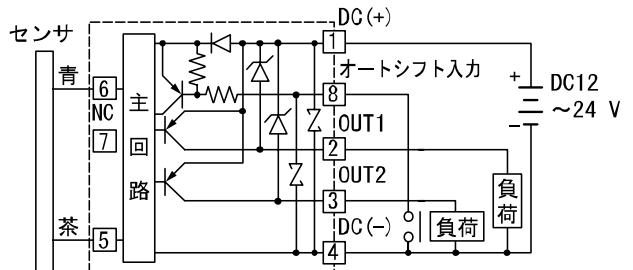 センサ
青
茶
6
NC
7
5
主回路
DC(+)
1
オートシフト入力
8
OUT1
2
OUT2
3
DC(-)
4
負荷
負荷
+
-
DC12
～24 V